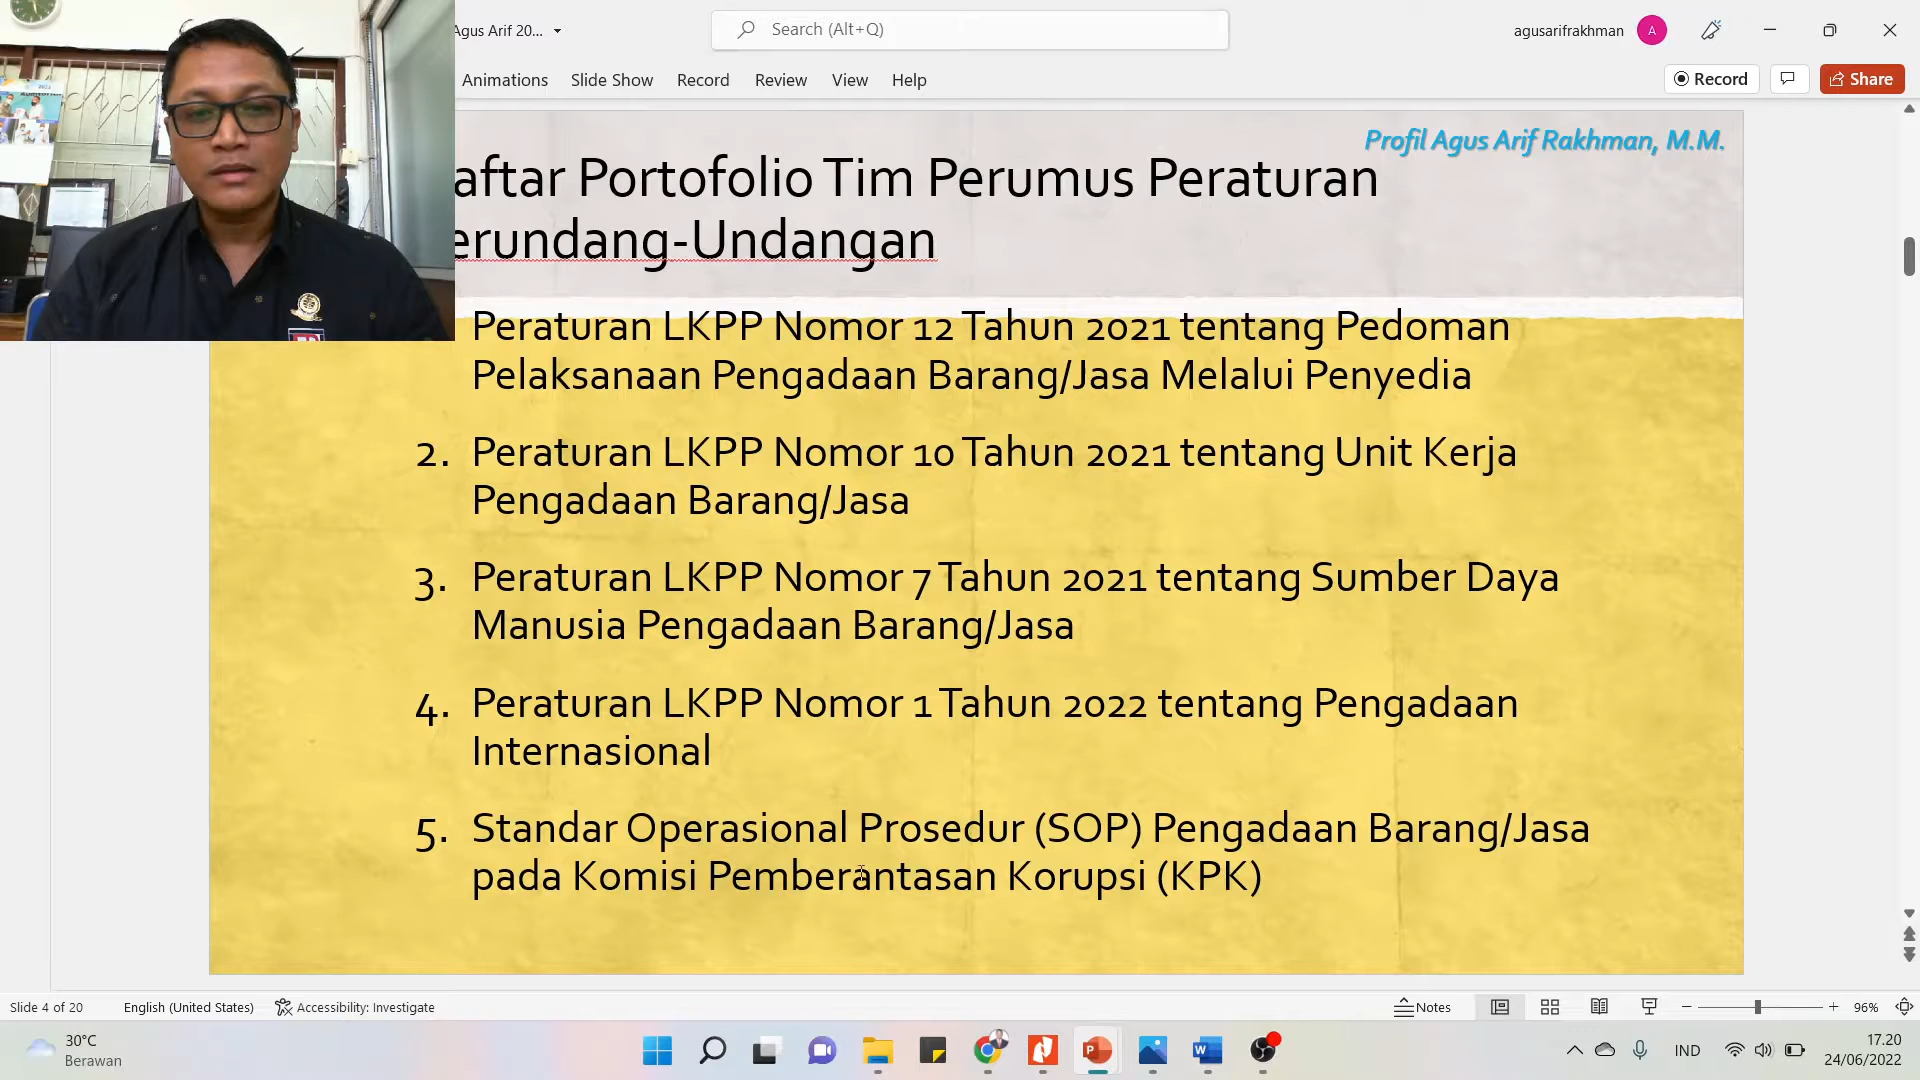 Agus Arif 20...
Search (Alt+Q)
agusarifrakhman
A
Animations Slide Show Record Review View Help
Record
Share
Profil Agus Arif Rakhman, M.M.
aftar Portofolio Tim Perumus Peraturan
erundang-Undangan
Peraturan LKPP Nomor 12 Tahun 2021 tentang Pedoman
Pelaksanaan Pengadaan Barang/Jasa Melalui Penyedia
2. Peraturan LKPP Nomor 10 Tahun 2021 tentang Unit Kerja
Pengadaan Barang/Jasa
3. Peraturan LKPP Nomor 7 Tahun 2021 tentang Sumber Daya
Manusia Pengadaan Barang/Jasa
4. Peraturan LKPP Nomor 1 Tahun 2022 tentang Pengadaan
Internasional
5. Standar Operasional Prosedur (SOP) Pengadaan Barang/Jasa
pada Komisi Pemberantasan Korupsi (KPK)
Slide 4 of 20 English (United States) Accessibility: Investigate
Notes
96%
30°C
Berawan
IND
17.20
24/06/2022